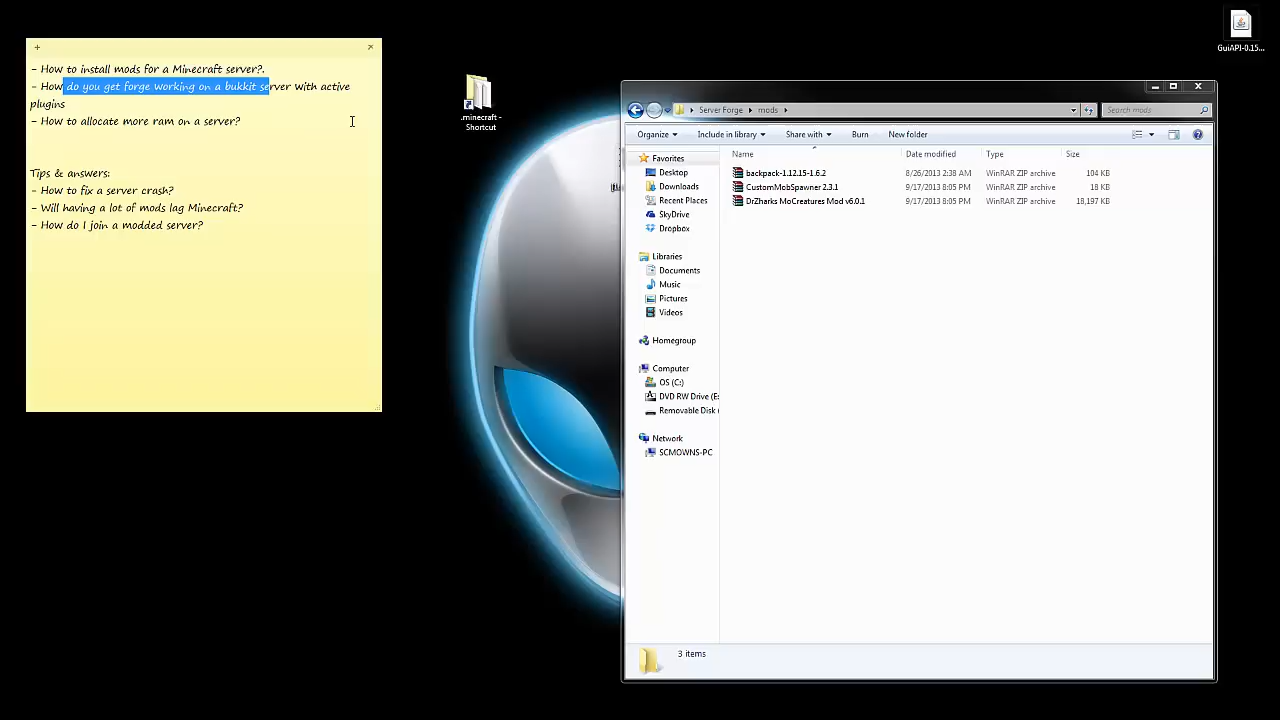 GuiAPI-0.15...
- How to install mods for a Minecraft server?.
- How do you get forge working on a bukkit server with active
plugins
- How to allocate more ram on a server?
Tips & answers:
- How to fix a server crash?
- Will having a lot of mods lag Minecraft?
- How do I join a modded server?
.minecraft -
Shortcut
Server Forge
mods
Search mods
Organize
Include in library
Share with
Burn
New folder
Favorites
Desktop
Downloads
Recent Places
SkyDrive
Dropbox
Libraries
Documents
Music
Pictures
Videos
Homegroup
Computer
OS (C:)
DVD RW Drive (E:
Removable Disk (
Network
SCMOWNS-PC
Name Date modified Type Size
backpack-1.12.15-1.6.2 8/26/2013 2:38 AM WinRAR ZIP archive 104 KB
CustomMobSpawner 2.3.1 9/17/2013 8:05 PM WinRAR ZIP archive 18 KB
DrZharks MoCreatures Mod v6.0.1 9/17/2013 8:05 PM WinRAR ZIP archive 18,197 KB
3 items